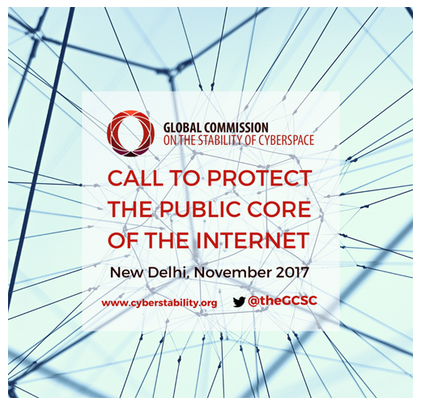 GLOBAL COMMISSION
ON THE STABILITY OF CYBERSPACE
CALL TO PROTECT
THE PUBLIC CORE
OF THE INTERNET
New Delhi, November 2017
www.cyberstability.org @theGCSC